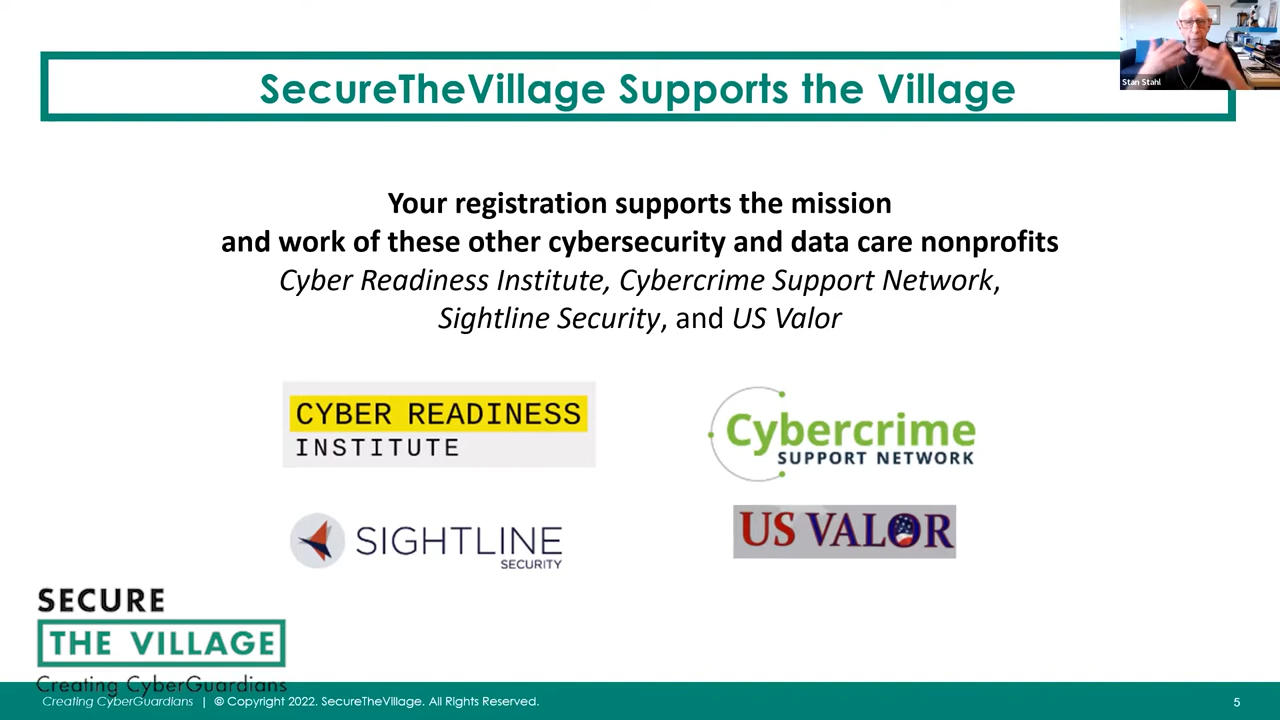 SecureTheVillage Supports the Village
Stan Stahl
Your registration supports the mission
and work of these other cybersecurity and data care nonprofits
Cyber Readiness Institute, Cybercrime Support Network,
Sightline Security, and US Valor
CYBER READINESS
INSTITUTE
Cybercrime
SUPPORT NETWORK
SIGHTLINE
SECURITY
US VALOR
SECURE
THE VILLAGE
Creating CyberGuardians
Creating CyberGuardians | © Copyright 2022. SecureTheVillage. All Rights Reserved.
5